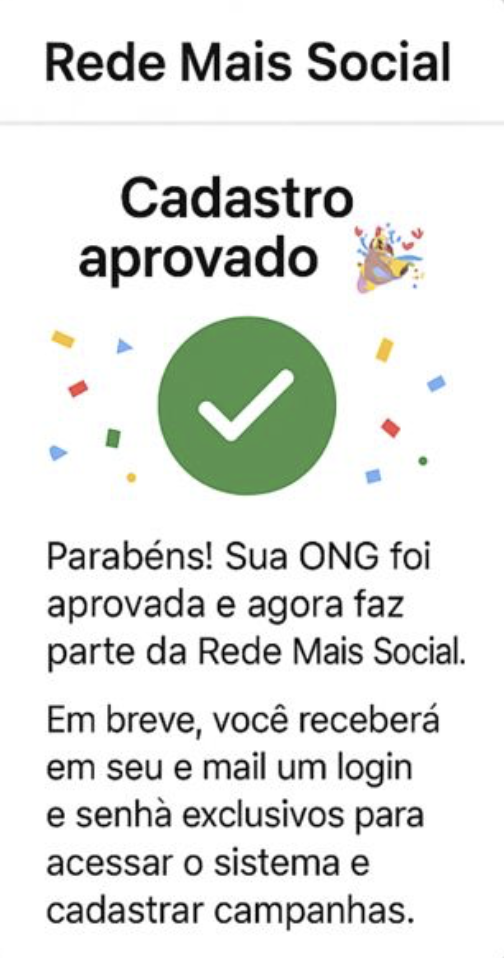 Rede Mais Social
Cadastro
aprovado 🎉
Parabéns! Sua ONG foi
aprovada e agora faz
parte da Rede Mais Social.
Em breve, você receberá
em seu e mail um login
e senhà exclusivos para
acessar o sistema e
cadastrar campanhas.